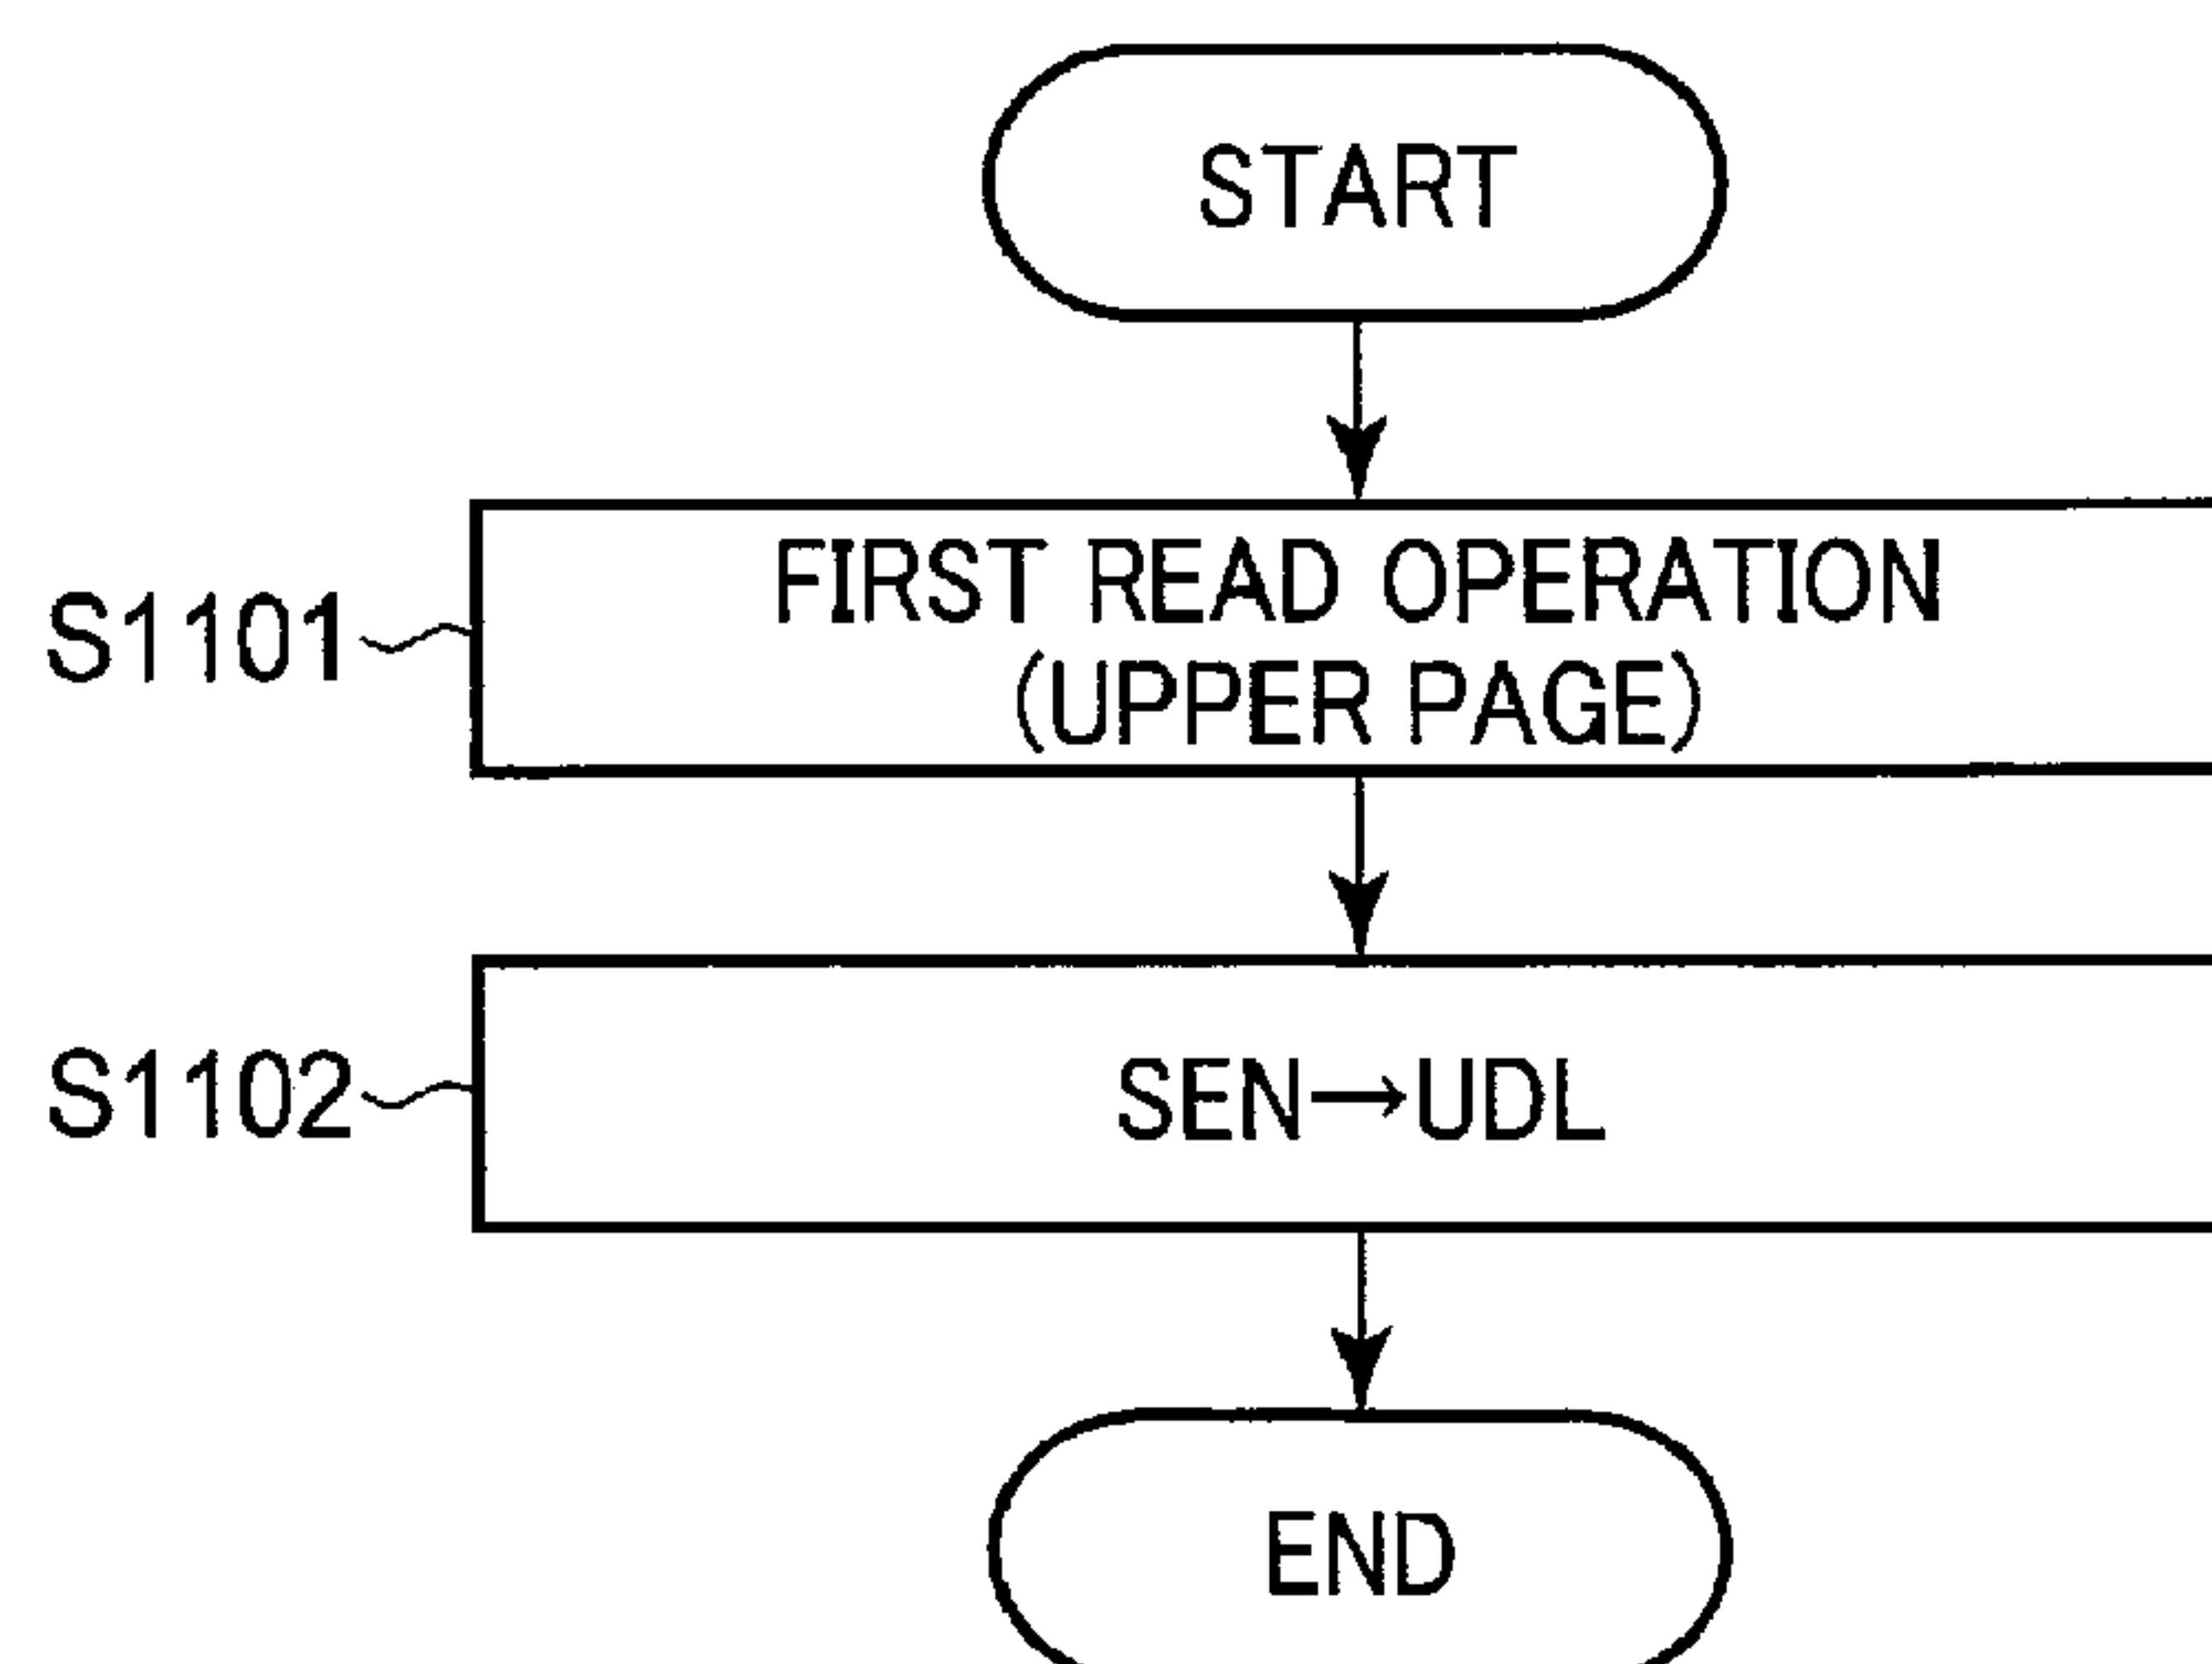 START
FIRST READ OPERATION
S1101
(UPPER PAGE)
S1102
SEN→UDL
END